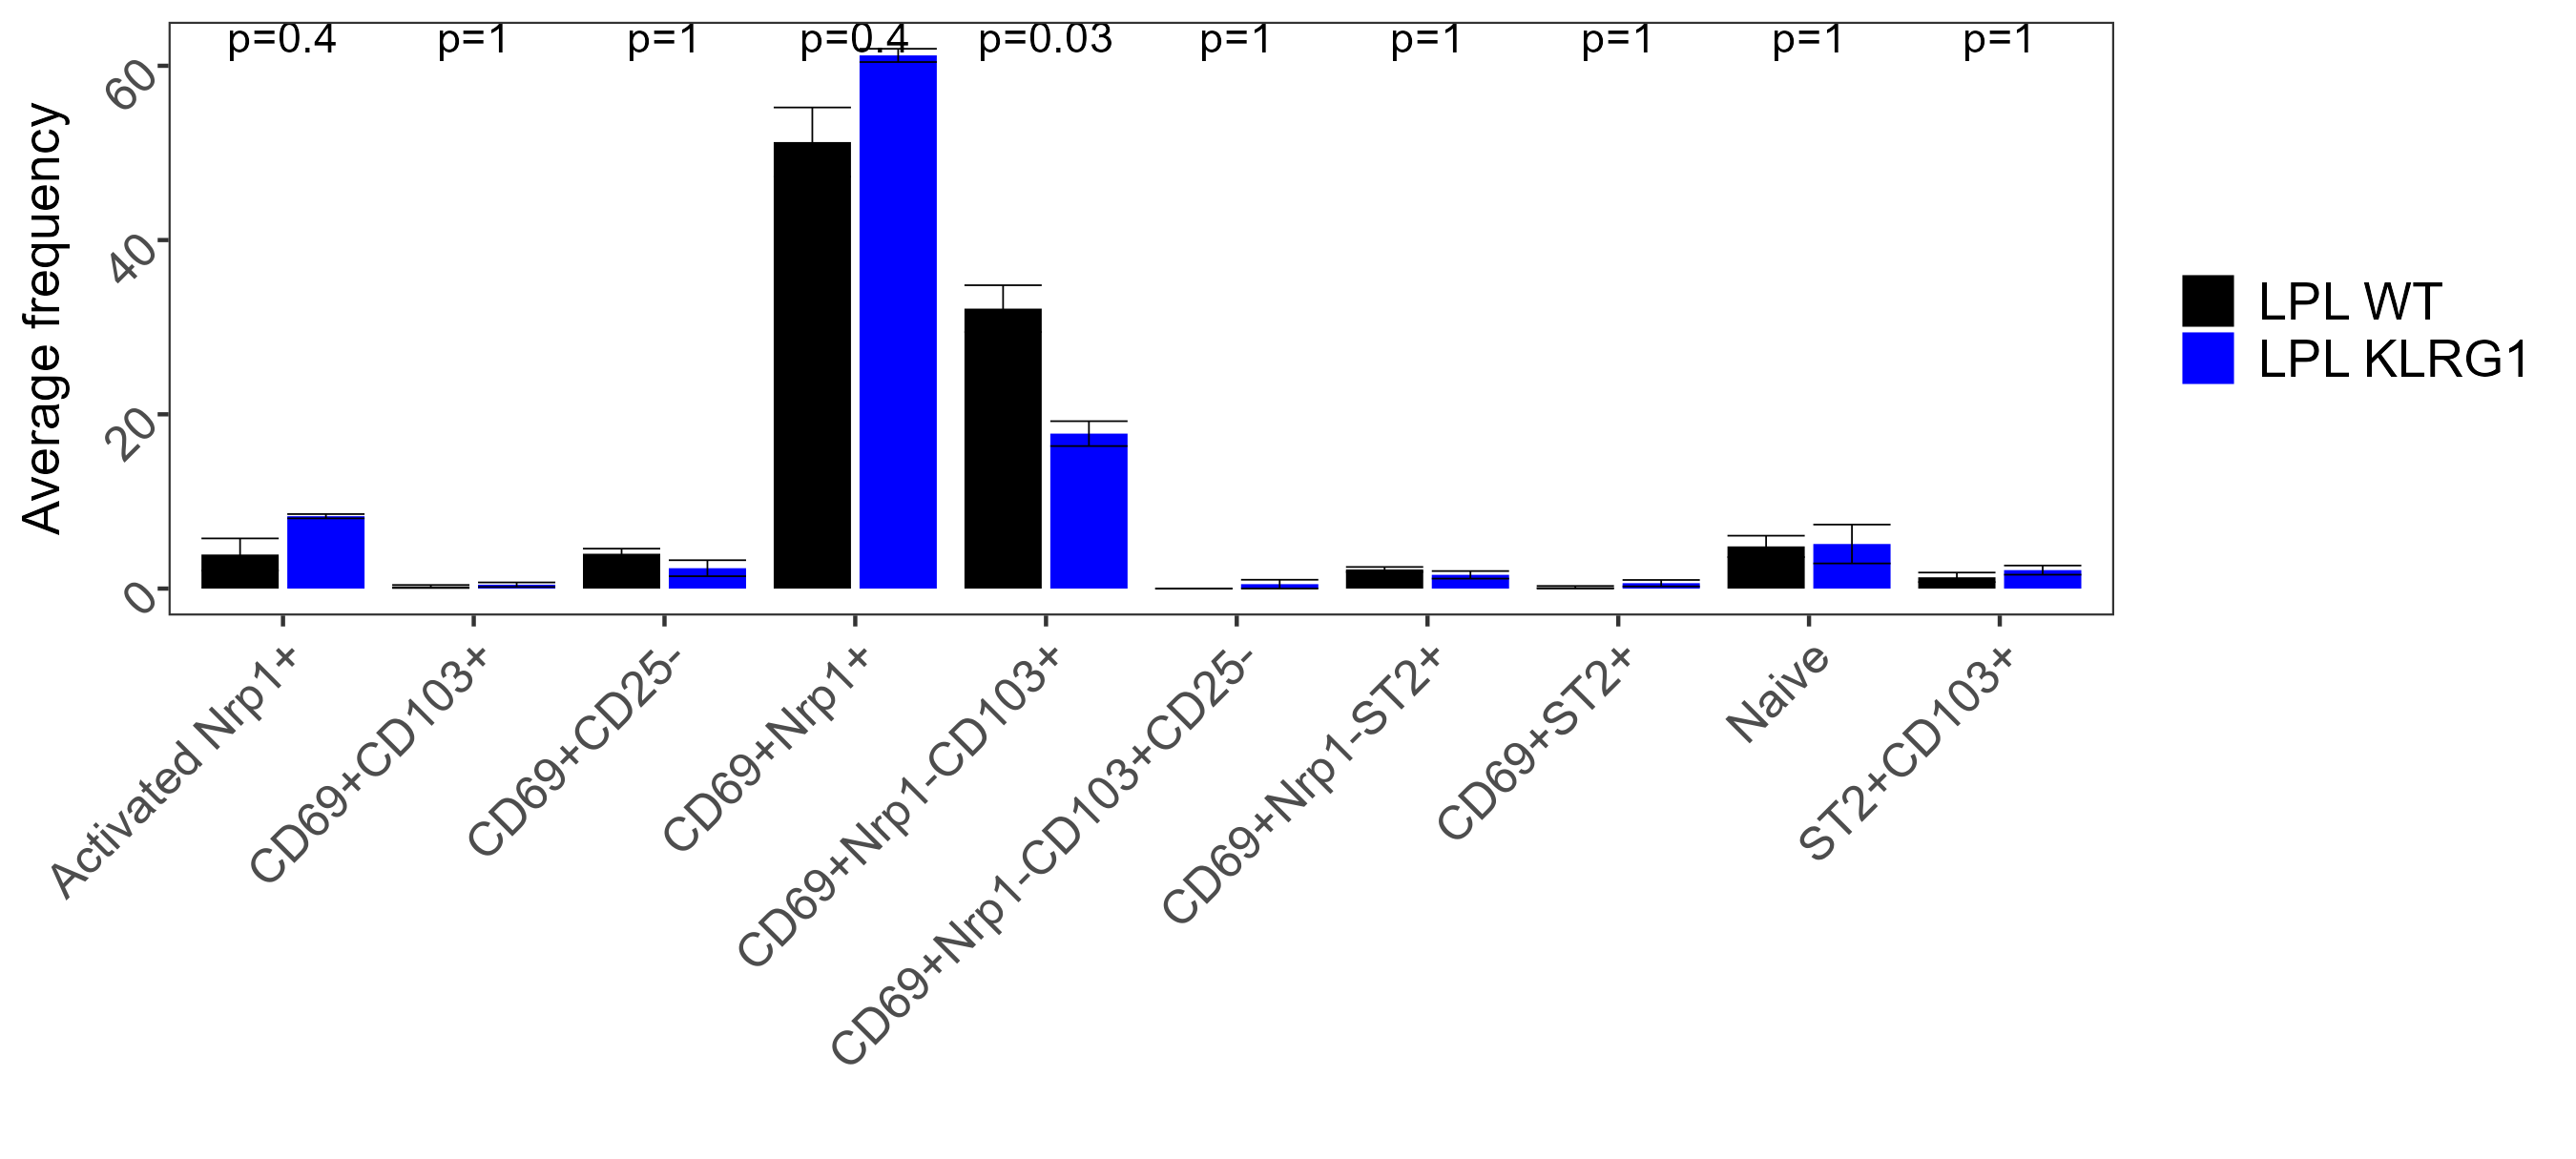 p=0.4 p=1 p=1 p=0.4 p=0.03 p=1 p=1 p=1 p=1 p=1
Average frequency
60
40
20
0
Activated Nrp1+
CD69+CD103+
CD69+CD25-
CD69+Nrp1+
CD69+Nrp1-CD103+
CD69+Nrp1-CD103+CD25-
CD69+Nrp1-ST2+
CD69+ST2+
Naive
ST2+CD103+
LPL WT
LPL KLRG1